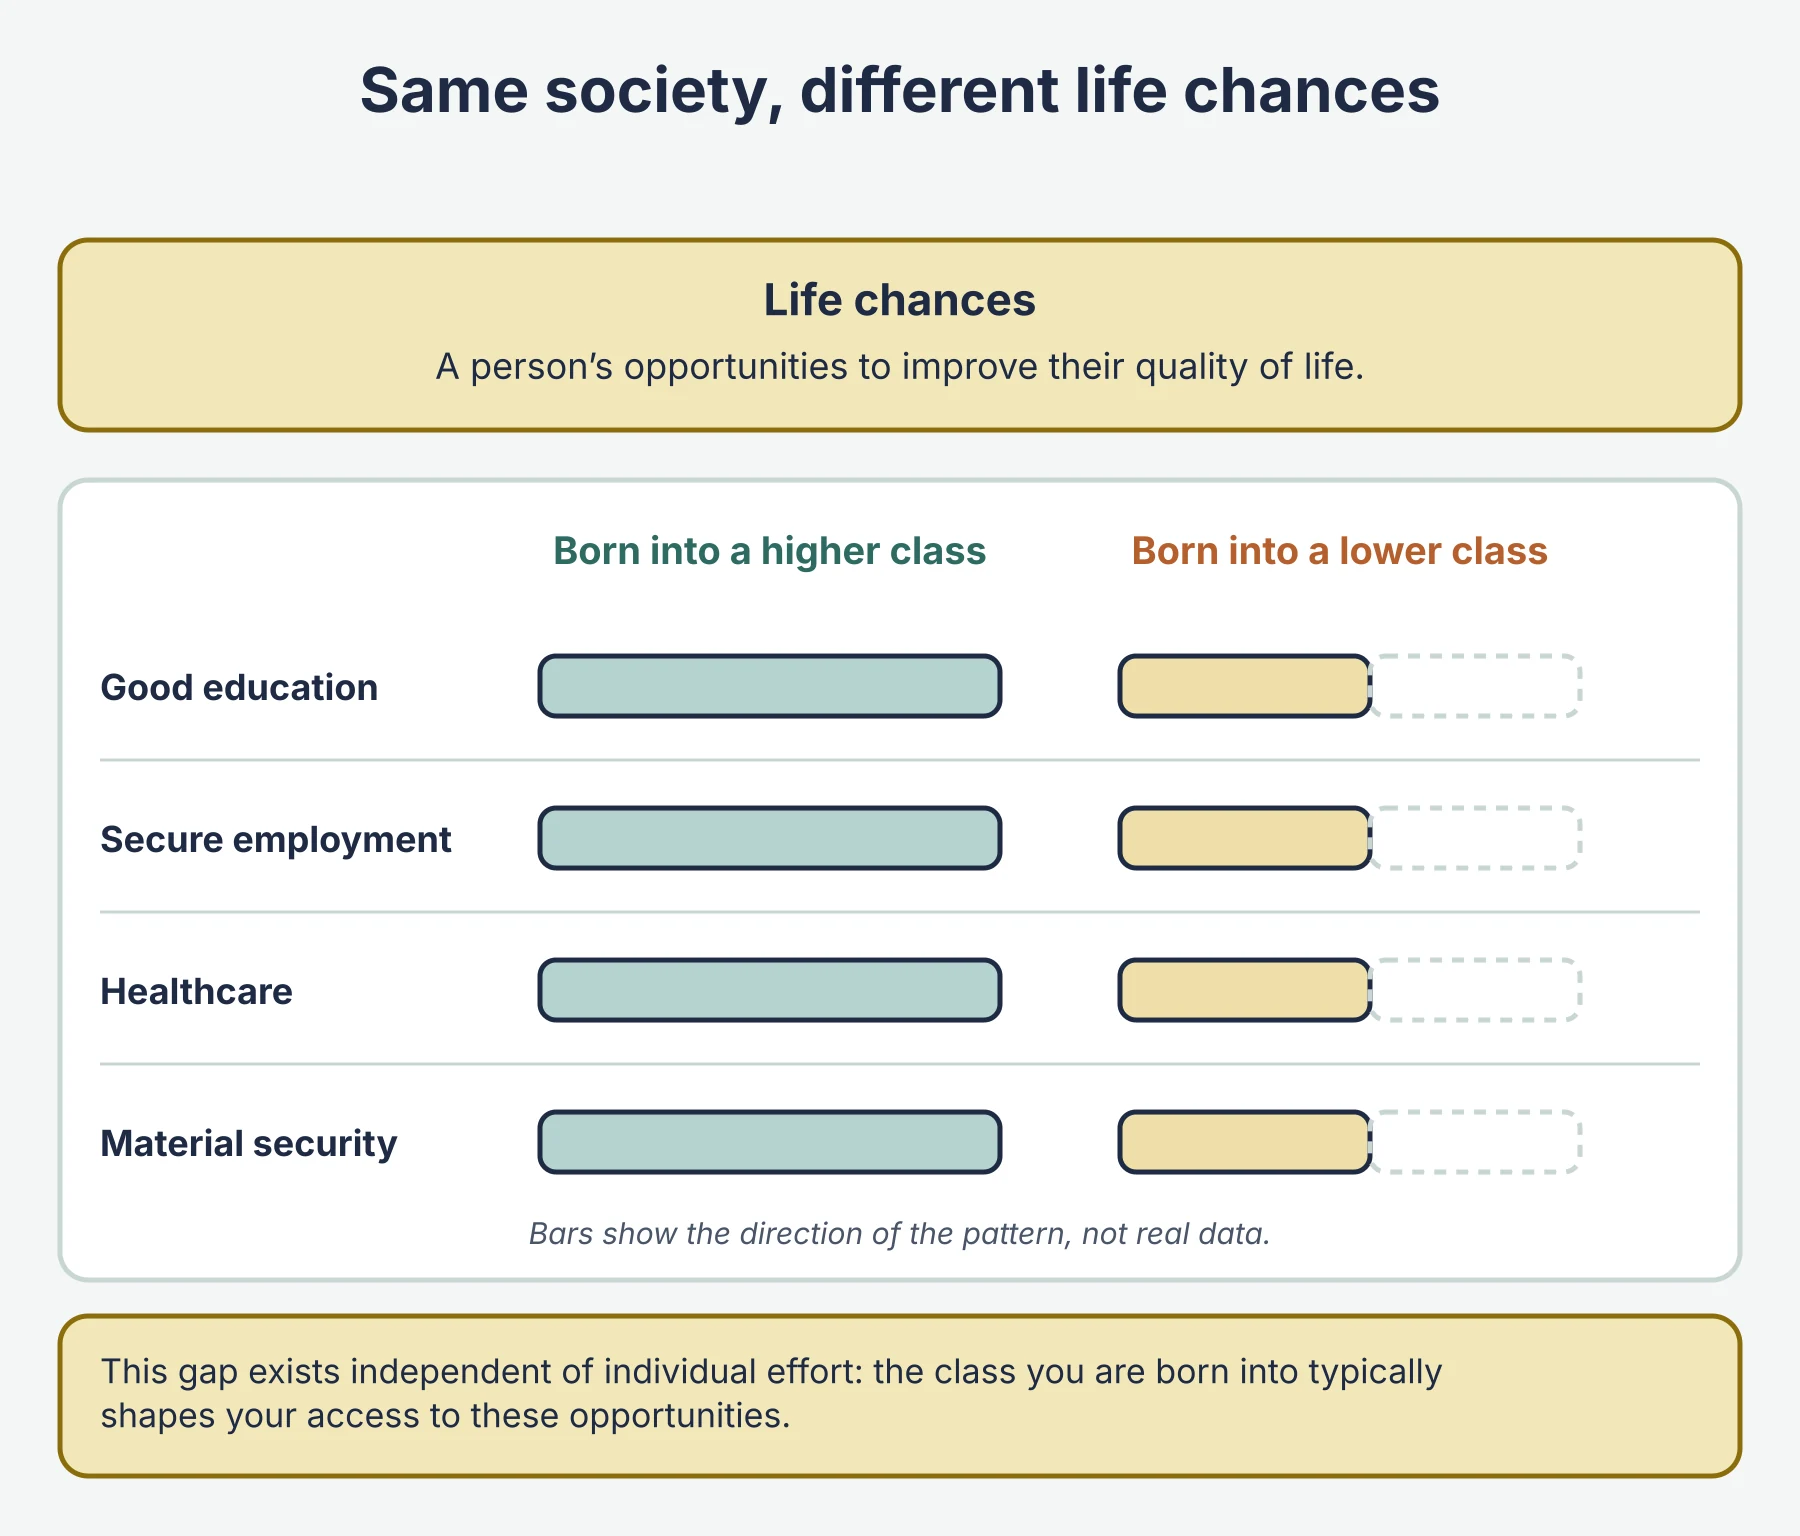 Same society, different life chances
Life chances
A person’s opportunities to improve their quality of life.
Born into a higher class
Born into a lower class
Good education
Secure employment
Healthcare
Material security
Bars show the direction of the pattern, not real data.
This gap exists independent of individual effort: the class you are born into typically
shapes your access to these opportunities.